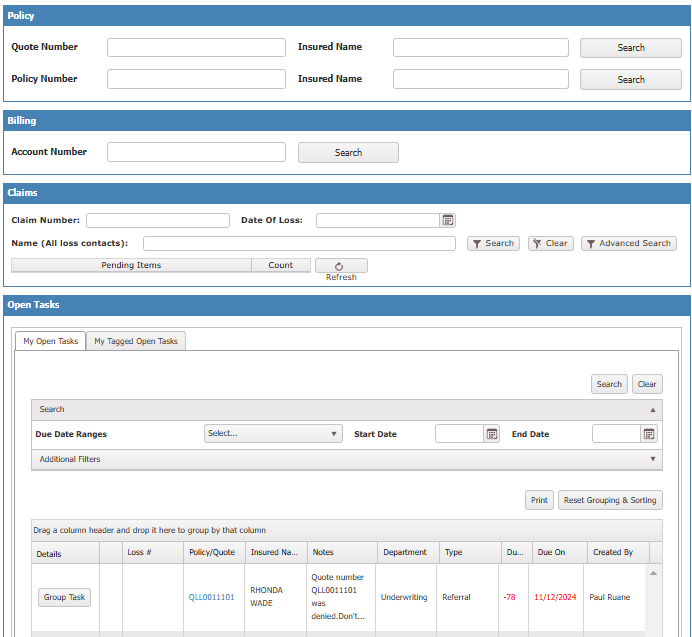 Policy
Quote Number Insured Name Search
Policy Number Insured Name Search
Billing
Account Number Search
Claims
Claim Number: Date Of Loss:
Name (All loss contacts): Search Clear Advanced Search
Pending Items Count
Refresh
Open Tasks
My Open Tasks My Tagged Open Tasks
Search Clear
Search
Due Date Ranges Select... Start Date End Date
Additional Filters
Print Reset Grouping & Sorting
Drag a column header and drop it here to group by that column
Details Loss # Policy/Quote Insured Na... Notes Department Type Du... Due On Created By
Group Task QLL0011101 RHONDA WADE Quote number QLL0011101 was denied.Don't... Underwriting Referral -78 11/12/2024 Paul Ruane